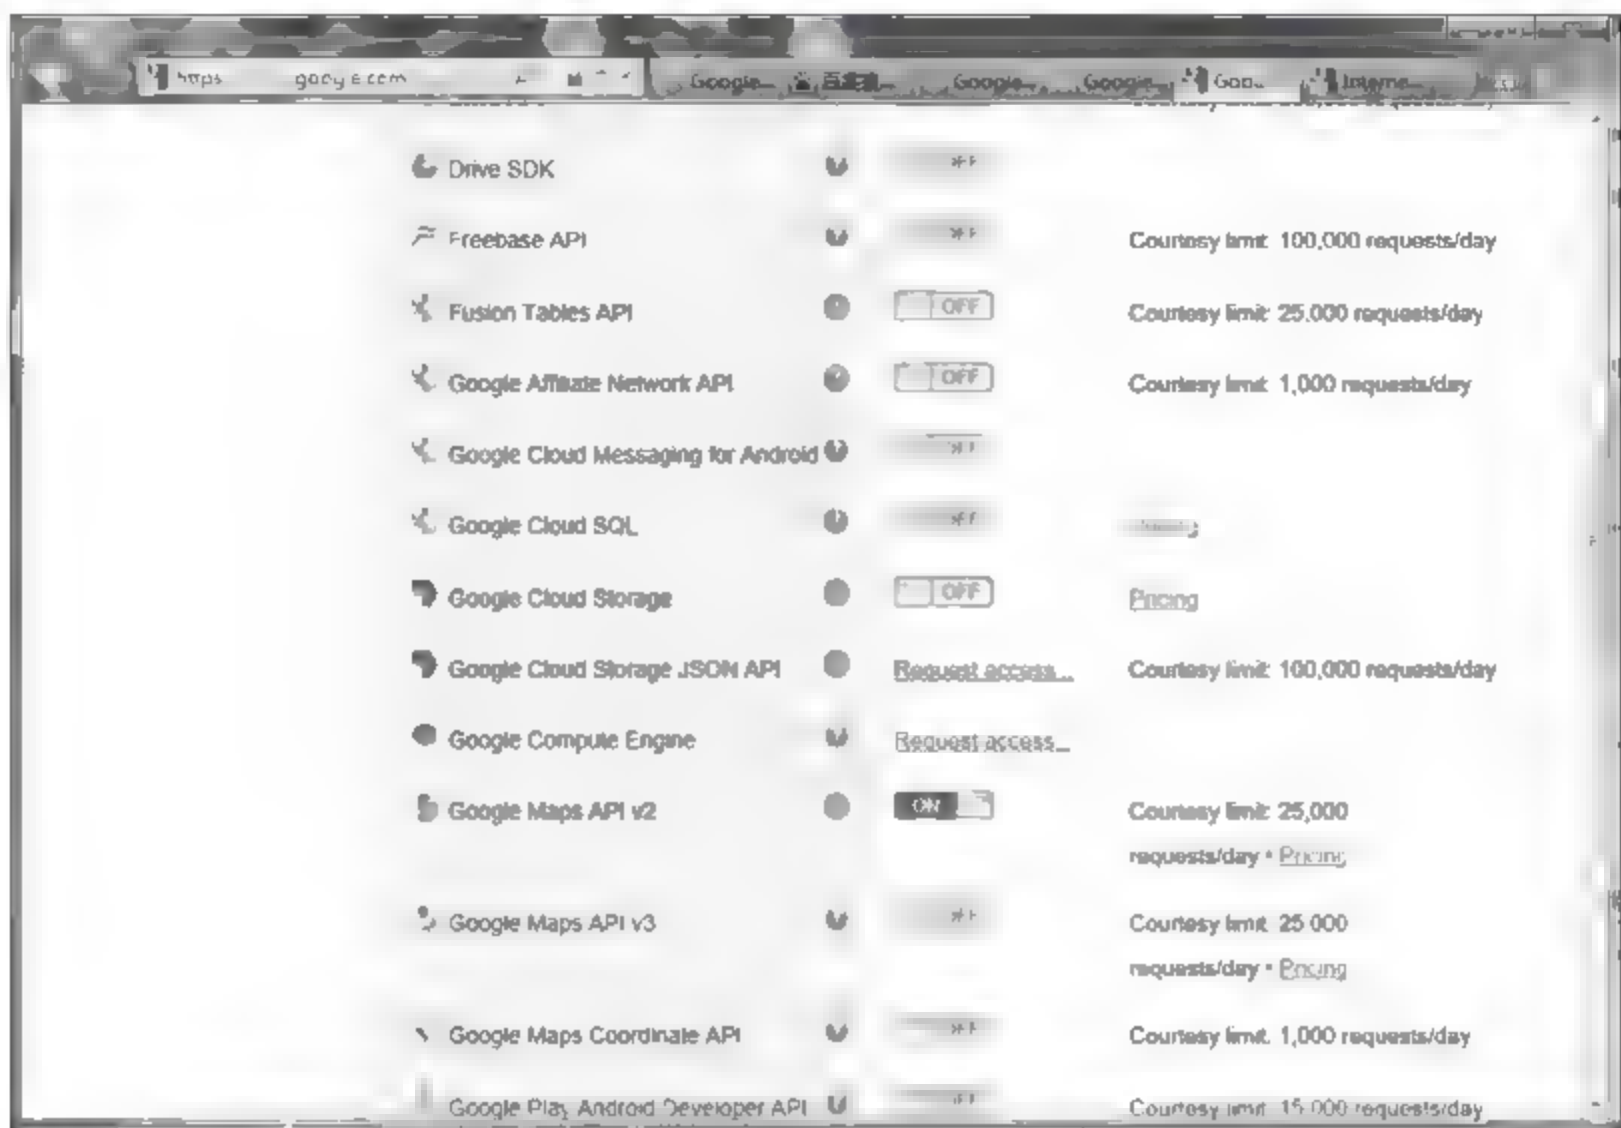 https google.com Google... 百度 Google... Google... Goo... Interne...
Drive SDK
Freebase API Courtesy limit: 100,000 requests/day
Fusion Tables API OFF Courtesy limit: 25,000 requests/day
Google Affiliate Network API OFF Courtesy limit: 1,000 requests/day
Google Cloud Messaging for Android
Google Cloud SQL
Google Cloud Storage OFF Pricing
Google Cloud Storage JSON API Request access... Courtesy limit: 100,000 requests/day
Google Compute Engine Request access...
Google Maps API v2 ON Courtesy limit: 25,000
requests/day • Pricing
Google Maps API v3 Courtesy limit: 25,000
requests/day • Pricing
Google Maps Coordinate API Courtesy limit: 1,000 requests/day
Google Play Android Developer API Courtesy limit: 15,000 requests/day